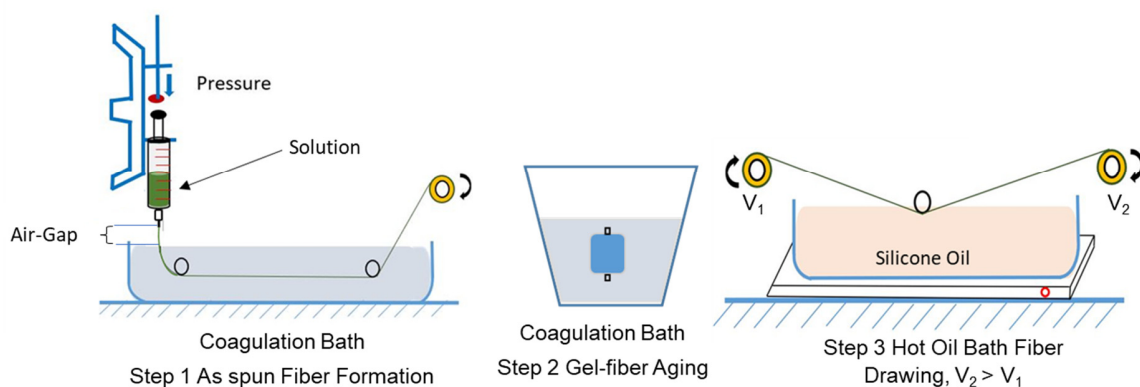 Pressure
Solution
Air-Gap
Coagulation Bath
Step 1 As spun Fiber Formation
Coagulation Bath
Step 2 Gel-fiber Aging
V1
V2
Silicone Oil
Step 3 Hot Oil Bath Fiber
Drawing, V2 > V1